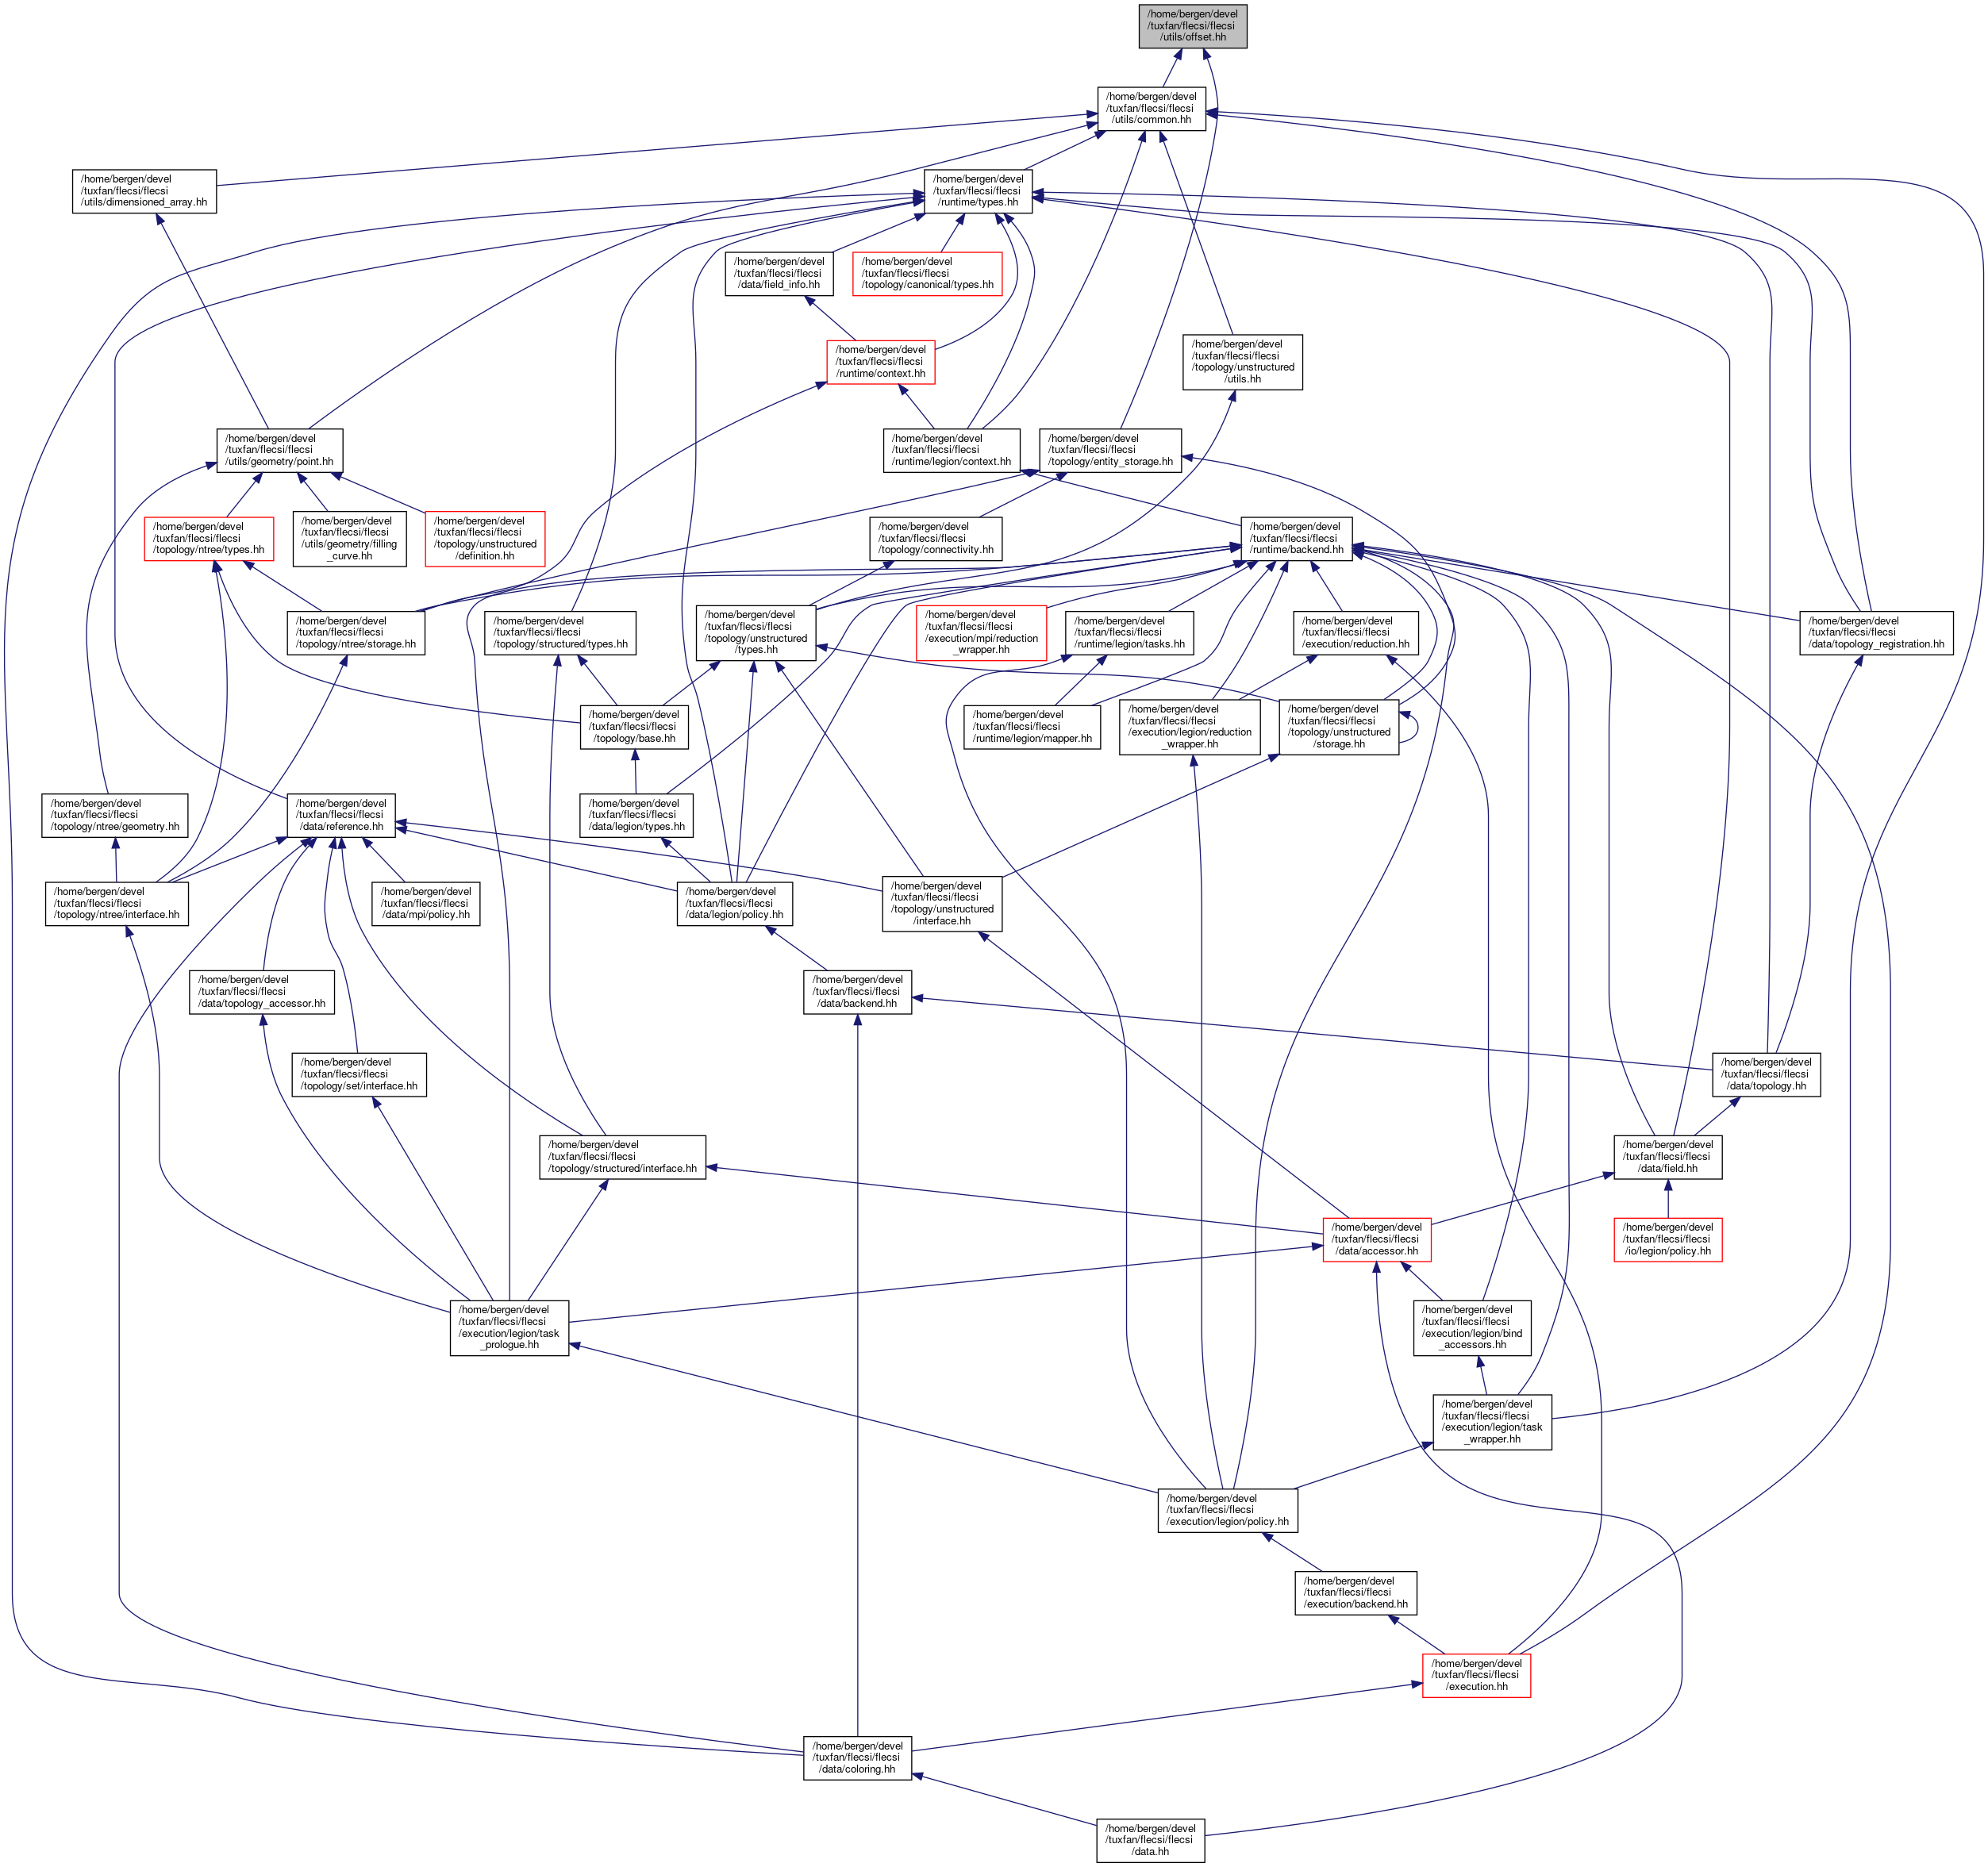 /home/bergen/devel
/tuxfan/flecsi/flecsi
/utils/offset.hh
/home/bergen/devel
/tuxfan/flecsi/flecsi
/utils/common.hh
/home/bergen/devel
/tuxfan/flecsi/flecsi
/utils/dimensioned_array.hh
/home/bergen/devel
/tuxfan/flecsi/flecsi
/runtime/types.hh
/home/bergen/devel
/tuxfan/flecsi/flecsi
/data/field_info.hh
/home/bergen/devel
/tuxfan/flecsi/flecsi
/topology/canonical/types.hh
/home/bergen/devel
/tuxfan/flecsi/flecsi
/runtime/context.hh
/home/bergen/devel
/tuxfan/flecsi/flecsi
/topology/unstructured
/utils.hh
/home/bergen/devel
/tuxfan/flecsi/flecsi
/utils/geometry/point.hh
/home/bergen/devel
/tuxfan/flecsi/flecsi
/runtime/legion/context.hh
/home/bergen/devel
/tuxfan/flecsi/flecsi
/topology/entity_storage.hh
/home/bergen/devel
/tuxfan/flecsi/flecsi
/topology/ntree/types.hh
/home/bergen/devel
/tuxfan/flecsi/flecsi
/utils/geometry/filling
_curve.hh
/home/bergen/devel
/tuxfan/flecsi/flecsi
/topology/unstructured
/definition.hh
/home/bergen/devel
/tuxfan/flecsi/flecsi
/topology/connectivity.hh
/home/bergen/devel
/tuxfan/flecsi/flecsi
/runtime/backend.hh
/home/bergen/devel
/tuxfan/flecsi/flecsi
/topology/ntree/storage.hh
/home/bergen/devel
/tuxfan/flecsi/flecsi
/topology/structured/types.hh
/home/bergen/devel
/tuxfan/flecsi/flecsi
/topology/unstructured
/types.hh
/home/bergen/devel
/tuxfan/flecsi/flecsi
/execution/mpi/reduction
_wrapper.hh
/home/bergen/devel
/tuxfan/flecsi/flecsi
/runtime/legion/tasks.hh
/home/bergen/devel
/tuxfan/flecsi/flecsi
/execution/reduction.hh
/home/bergen/devel
/tuxfan/flecsi/flecsi
/data/topology_registration.hh
/home/bergen/devel
/tuxfan/flecsi/flecsi
/topology/base.hh
/home/bergen/devel
/tuxfan/flecsi/flecsi
/runtime/legion/mapper.hh
/home/bergen/devel
/tuxfan/flecsi/flecsi
/execution/legion/reduction
_wrapper.hh
/home/bergen/devel
/tuxfan/flecsi/flecsi
/topology/unstructured
/storage.hh
/home/bergen/devel
/tuxfan/flecsi/flecsi
/topology/ntree/geometry.hh
/home/bergen/devel
/tuxfan/flecsi/flecsi
/data/reference.hh
/home/bergen/devel
/tuxfan/flecsi/flecsi
/data/legion/types.hh
/home/bergen/devel
/tuxfan/flecsi/flecsi
/topology/ntree/interface.hh
/home/bergen/devel
/tuxfan/flecsi/flecsi
/data/mpi/policy.hh
/home/bergen/devel
/tuxfan/flecsi/flecsi
/data/legion/policy.hh
/home/bergen/devel
/tuxfan/flecsi/flecsi
/topology/unstructured
/interface.hh
/home/bergen/devel
/tuxfan/flecsi/flecsi
/data/topology_accessor.hh
/home/bergen/devel
/tuxfan/flecsi/flecsi
/data/backend.hh
/home/bergen/devel
/tuxfan/flecsi/flecsi
/topology/set/interface.hh
/home/bergen/devel
/tuxfan/flecsi/flecsi
/data/topology.hh
/home/bergen/devel
/tuxfan/flecsi/flecsi
/topology/structured/interface.hh
/home/bergen/devel
/tuxfan/flecsi/flecsi
/data/field.hh
/home/bergen/devel
/tuxfan/flecsi/flecsi
/data/accessor.hh
/home/bergen/devel
/tuxfan/flecsi/flecsi
/io/legion/policy.hh
/home/bergen/devel
/tuxfan/flecsi/flecsi
/execution/legion/task
_prologue.hh
/home/bergen/devel
/tuxfan/flecsi/flecsi
/execution/legion/bind
_accessors.hh
/home/bergen/devel
/tuxfan/flecsi/flecsi
/execution/legion/task
_wrapper.hh
/home/bergen/devel
/tuxfan/flecsi/flecsi
/execution/legion/policy.hh
/home/bergen/devel
/tuxfan/flecsi/flecsi
/execution/backend.hh
/home/bergen/devel
/tuxfan/flecsi/flecsi
/execution.hh
/home/bergen/devel
/tuxfan/flecsi/flecsi
/data/coloring.hh
/home/bergen/devel
/tuxfan/flecsi/flecsi
/data.hh